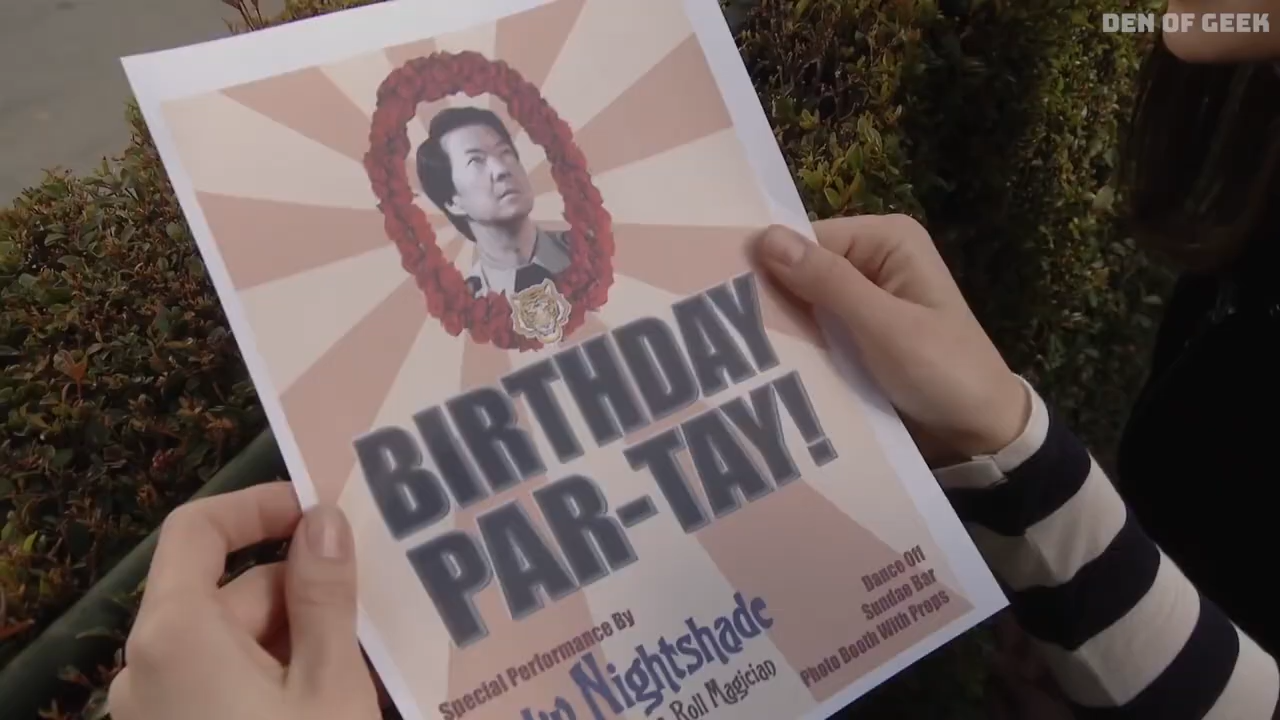 DEN OF GEEK
BIRTHDAY
PAR-TAY!
Special Performance By
Nightshade
Roll Magician
Dance Off
Sundae Bar
Photo Booth With Props